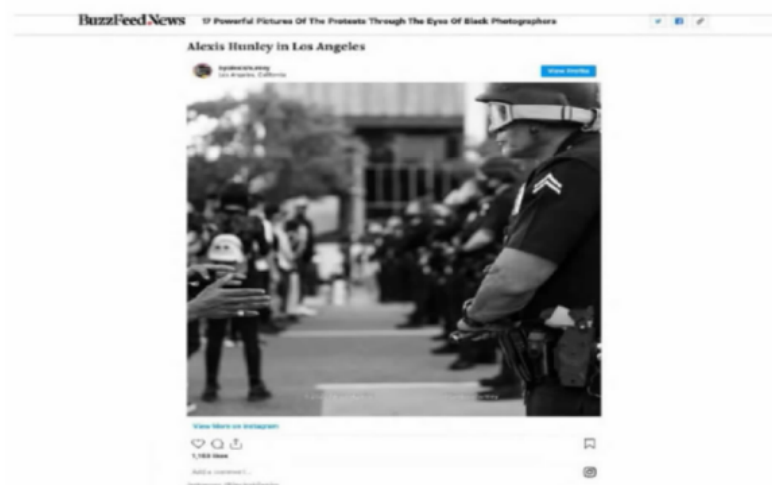 BuzzFeed News 17 Powerful Pictures Of The Protests Through The Eyes Of Black Photographers
Alexis Hunley in Los Angeles
Los Angeles, California
View Profile
View More on Instagram
likes
Add a comment...